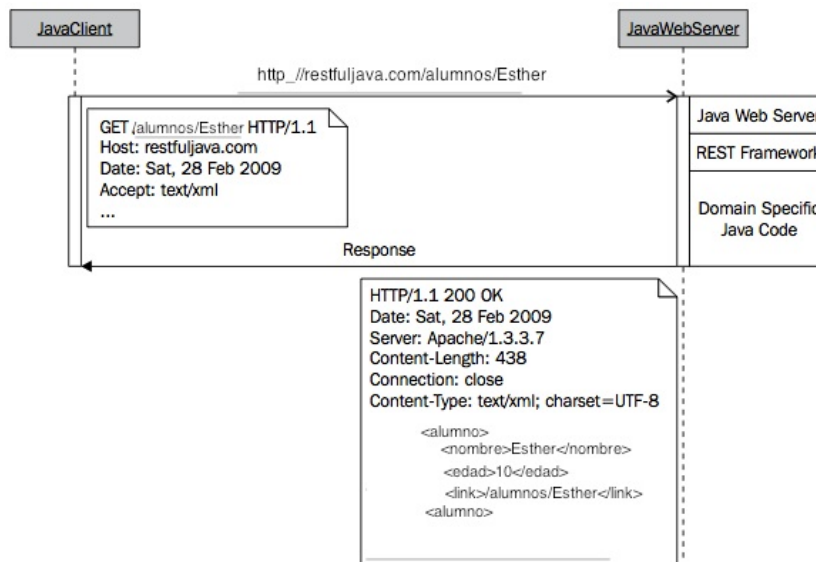 JavaClient
JavaWebServer
http_//restfuljava.com/alumnos/Esther
GET /alumnos/Esther HTTP/1.1
Host: restfuljava.com
Date: Sat, 28 Feb 2009
Accept: text/xml
...
Java Web Server
REST Framework
Domain Specific
Java Code
Response
HTTP/1.1 200 OK
Date: Sat, 28 Feb 2009
Server: Apache/1.3.3.7
Content-Length: 438
Connection: close
Content-Type: text/xml; charset=UTF-8
<alumno>
<nombre>Esther</nombre>
<edad>10</edad>
<link>/alumnos/Esther</link>
<alumno>